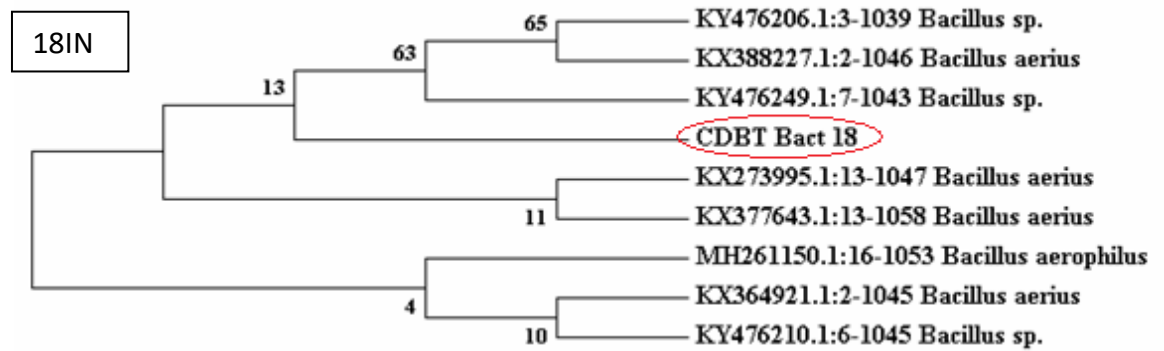 18IN
65
KY476206.1:3-1039 Bacillus sp.
63
KX388227.1:2-1046 Bacillus aerius
13
KY476249.1:7-1043 Bacillus sp.
CDBT Bact 18
KX273995.1:13-1047 Bacillus aerius
11
KX377643.1:13-1058 Bacillus aerius
MH261150.1:16-1053 Bacillus aerophilus
4
KX364921.1:2-1045 Bacillus aerius
10
KY476210.1:6-1045 Bacillus sp.